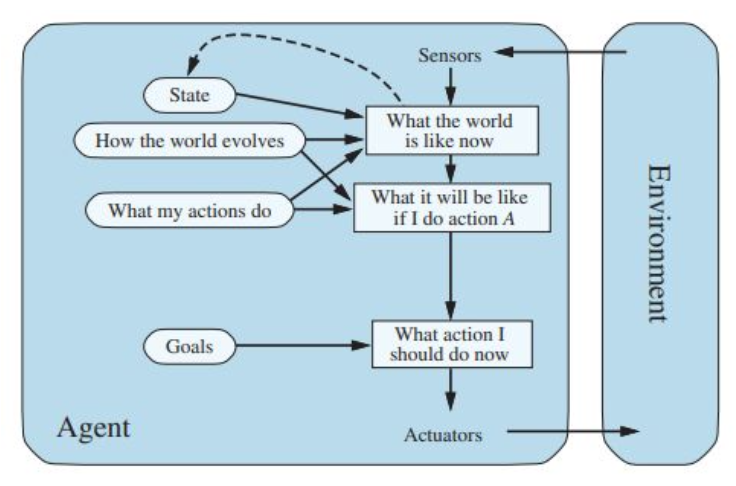 Sensors
State
What the world
is like now
How the world evolves
What it will be like
if I do action A
What my actions do
Environment
What action I
should do now
Goals
Agent
Actuators